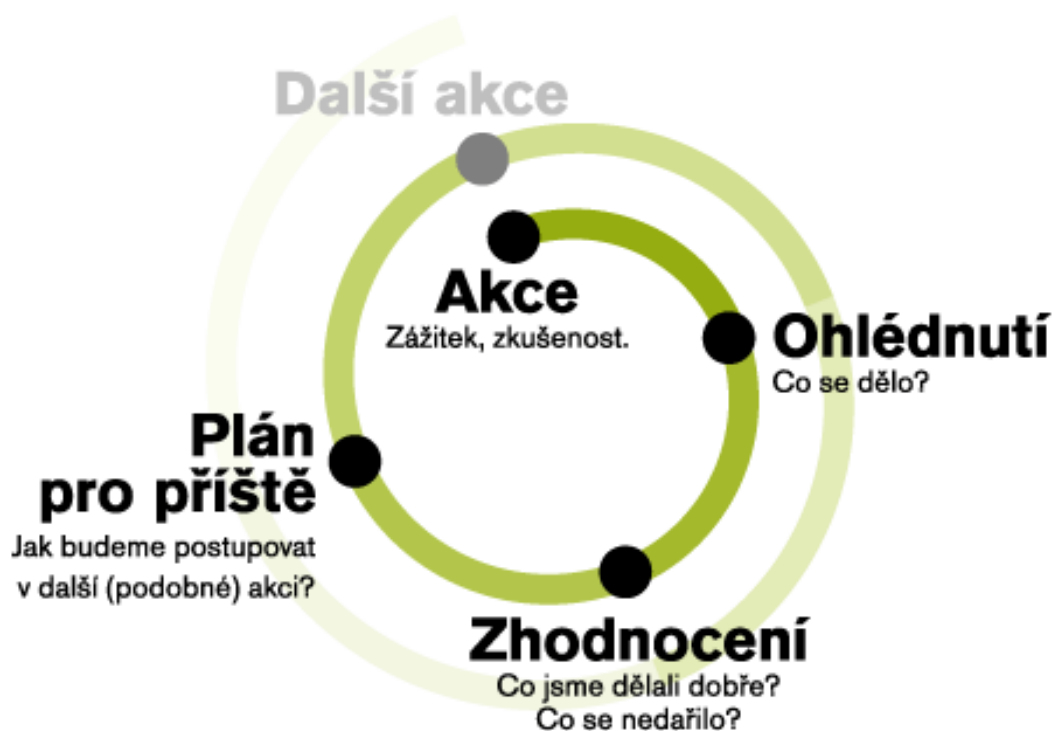 Další akce
Akce
Zážitek, zkušenost.
Ohlédnutí
Co se dělo?
Plán
pro příště
Jak budeme postupovat
v další (podobné) akci?
Zhodnocení
Co jsme dělali dobře?
Co se nedařilo?